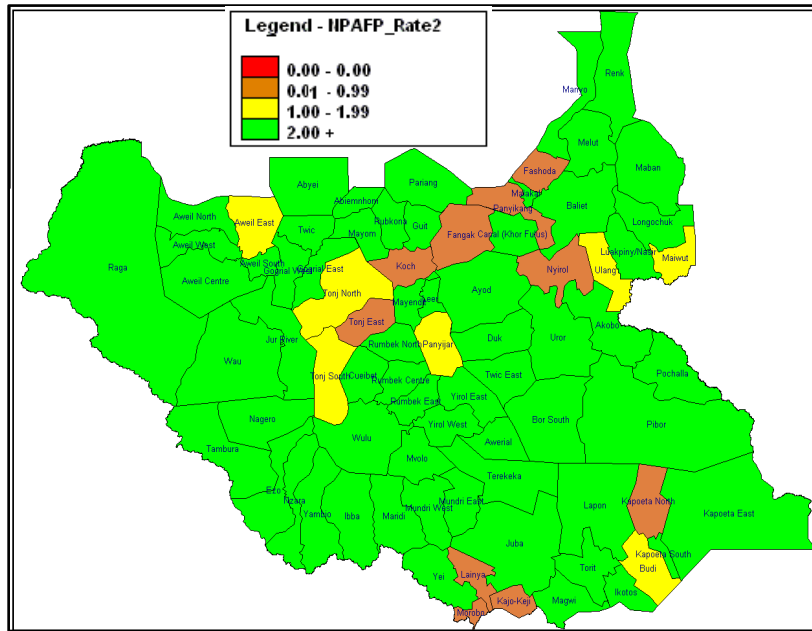 Legend - NPAFP_Rate2
0.00 - 0.00
0.01 - 0.99
1.00 - 1.99
2.00 +
Renk
Manyo
Melut
Maban
Fashoda
Abyei
Pariang
Malakal
Panyikang
Baliet
Abiemnhom
Rubkona
Guit
Aweil North
Aweil East
Twic
Mayom
Fangak
Canal (Khor Fulus)
Longochuk
Aweil West
Luakpiny/Nasir
Maiwut
Raga
Aweil South
Gognal East
Gognal West
Koch
Nyirol
Ulang
Aweil Centre
Tonj North
Mayendit
Leer
Ayod
Tonj East
Akobo
Jur River
Rumbek North
Panyijar
Duk
Uror
Wau
Tonj South
Cueibet
Rumbek Centre
Twic East
Pochalla
Rumbek East
Yirol East
Nagero
Yirol West
Bor South
Pibor
Wulu
Awerial
Tambura
Mvolo
Terekeka
Ezo
Nzara
Yambio
Ibba
Maridi
Mundri West
Mundri East
Lapon
Kapoeta North
Kapoeta East
Juba
Kapoeta South
Yei
Lainya
Torit
Budi
Ikotos
Morobo
Kajo-Keji
Magwi